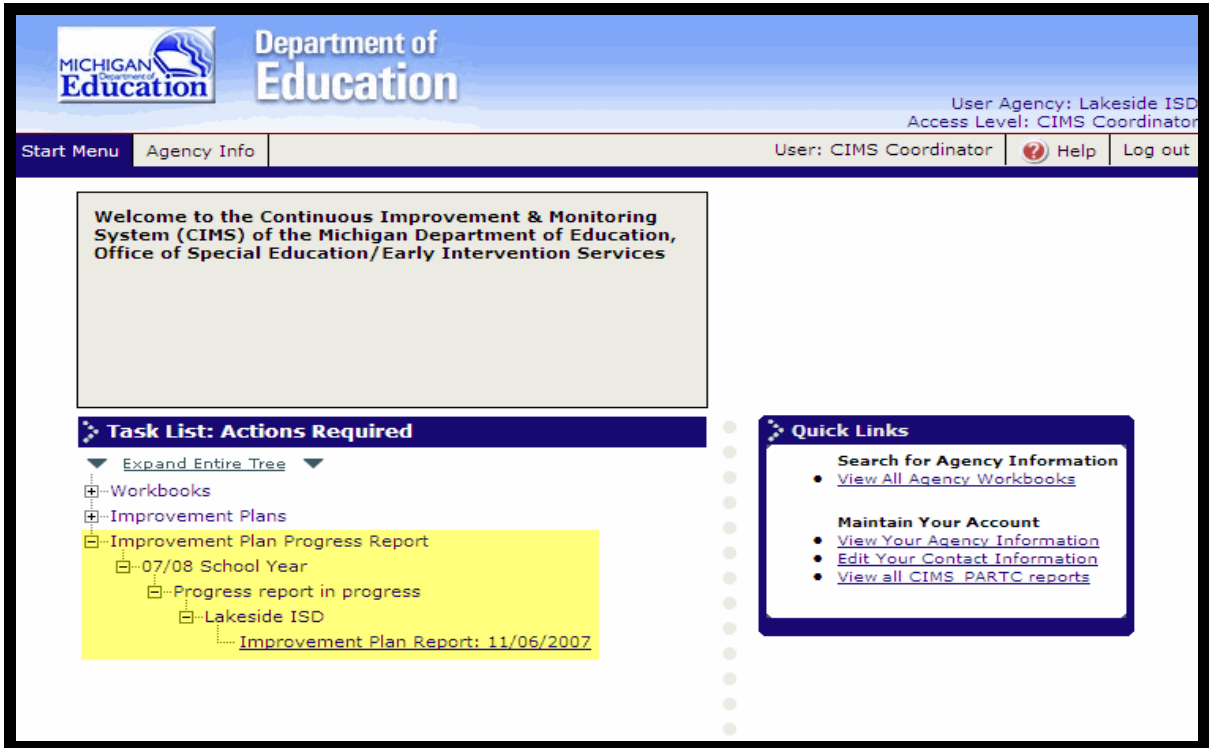 MICHIGAN
Department of
Education
Department of
Education
User Agency: Lakeside ISD
Access Level: CIMS Coordinator
Start Menu
Agency Info
User: CIMS Coordinator
? Help
Log out
Welcome to the Continuous Improvement & Monitoring
System (CIMS) of the Michigan Department of Education,
Office of Special Education/Early Intervention Services
Task List: Actions Required
Expand Entire Tree
Workbooks
Improvement Plans
Improvement Plan Progress Report
07/08 School Year
Progress report in progress
Lakeside ISD
Improvement Plan Report: 11/06/2007
Quick Links
Search for Agency Information
• View All Agency Workbooks
Maintain Your Account
• View Your Agency Information
• Edit Your Contact Information
• View all CIMS PARTC reports